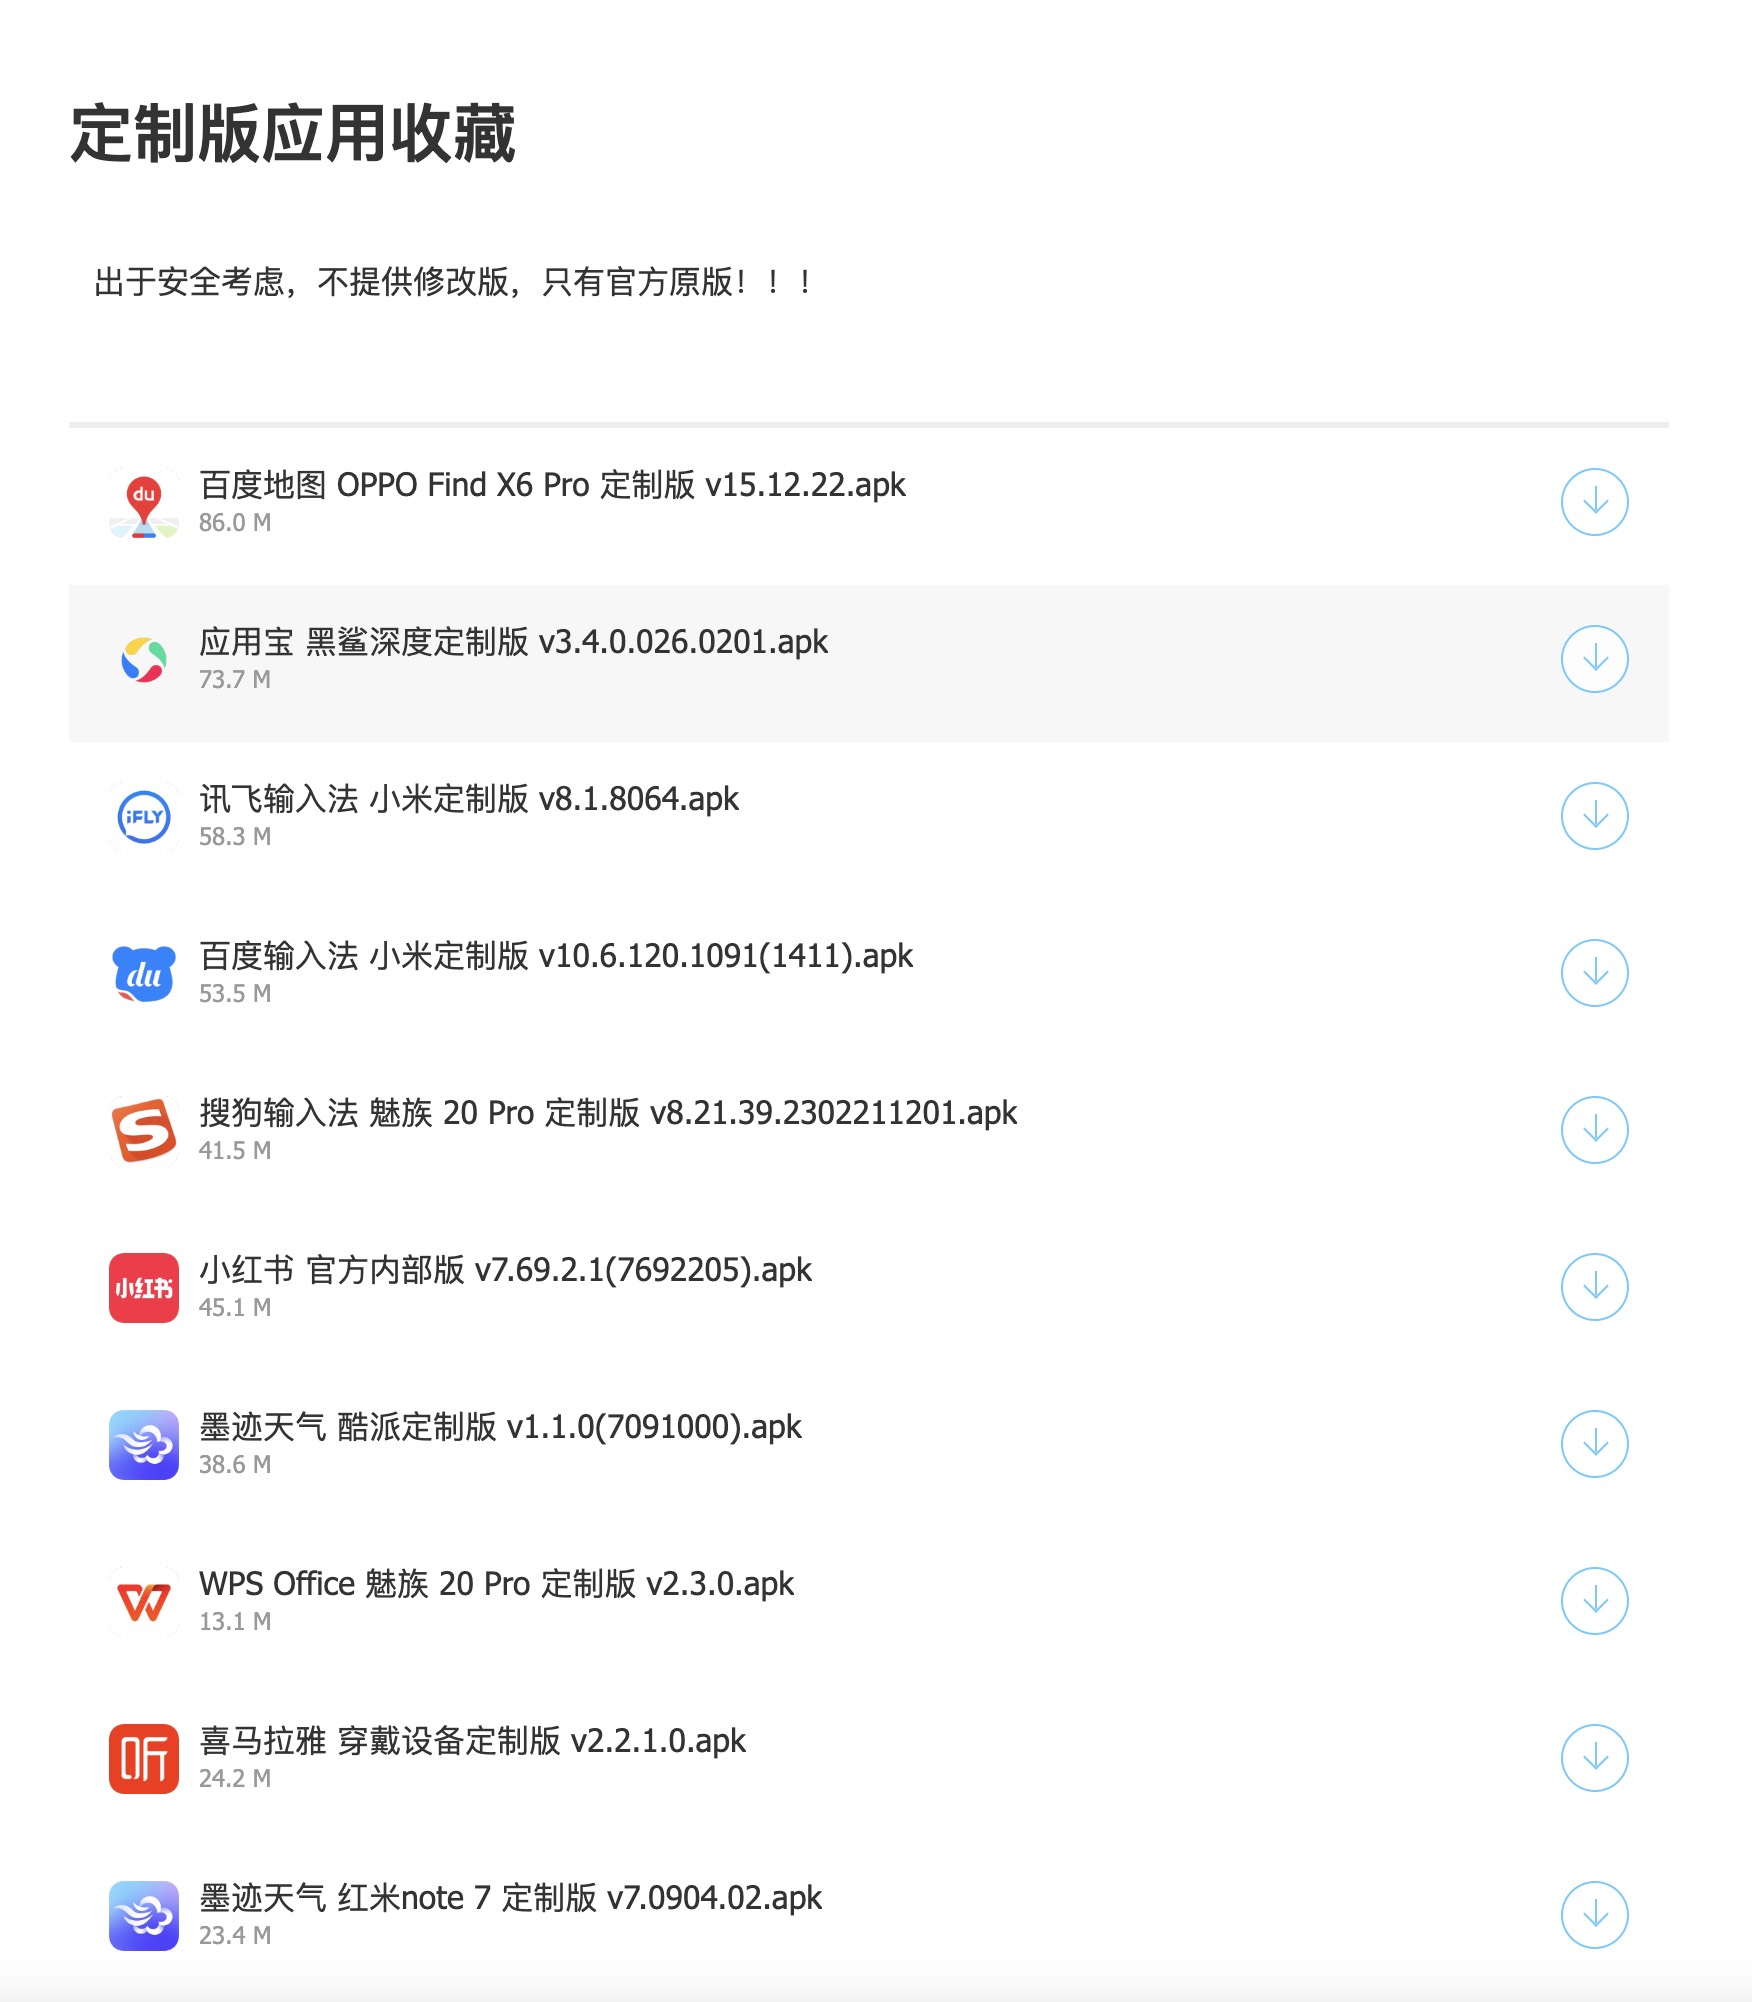 定制版应用收藏
出于安全考虑，不提供修改版，只有官方原版！！！
du
百度地图 OPPO Find X6 Pro 定制版 v15.12.22.apk
86.0 M
应用宝 黑鲨深度定制版 v3.4.0.026.0201.apk
73.7 M
iFLY
讯飞输入法 小米定制版 v8.1.8064.apk
58.3 M
du
百度输入法 小米定制版 v10.6.120.1091(1411).apk
53.5 M
S
搜狗输入法 魅族 20 Pro 定制版 v8.21.39.2302211201.apk
41.5 M
小红书
小红书 官方内部版 v7.69.2.1(7692205).apk
45.1 M
墨迹天气 酷派定制版 v1.1.0(7091000).apk
38.6 M
W
WPS Office 魅族 20 Pro 定制版 v2.3.0.apk
13.1 M
听
喜马拉雅 穿戴设备定制版 v2.2.1.0.apk
24.2 M
墨迹天气 红米note 7 定制版 v7.0904.02.apk
23.4 M